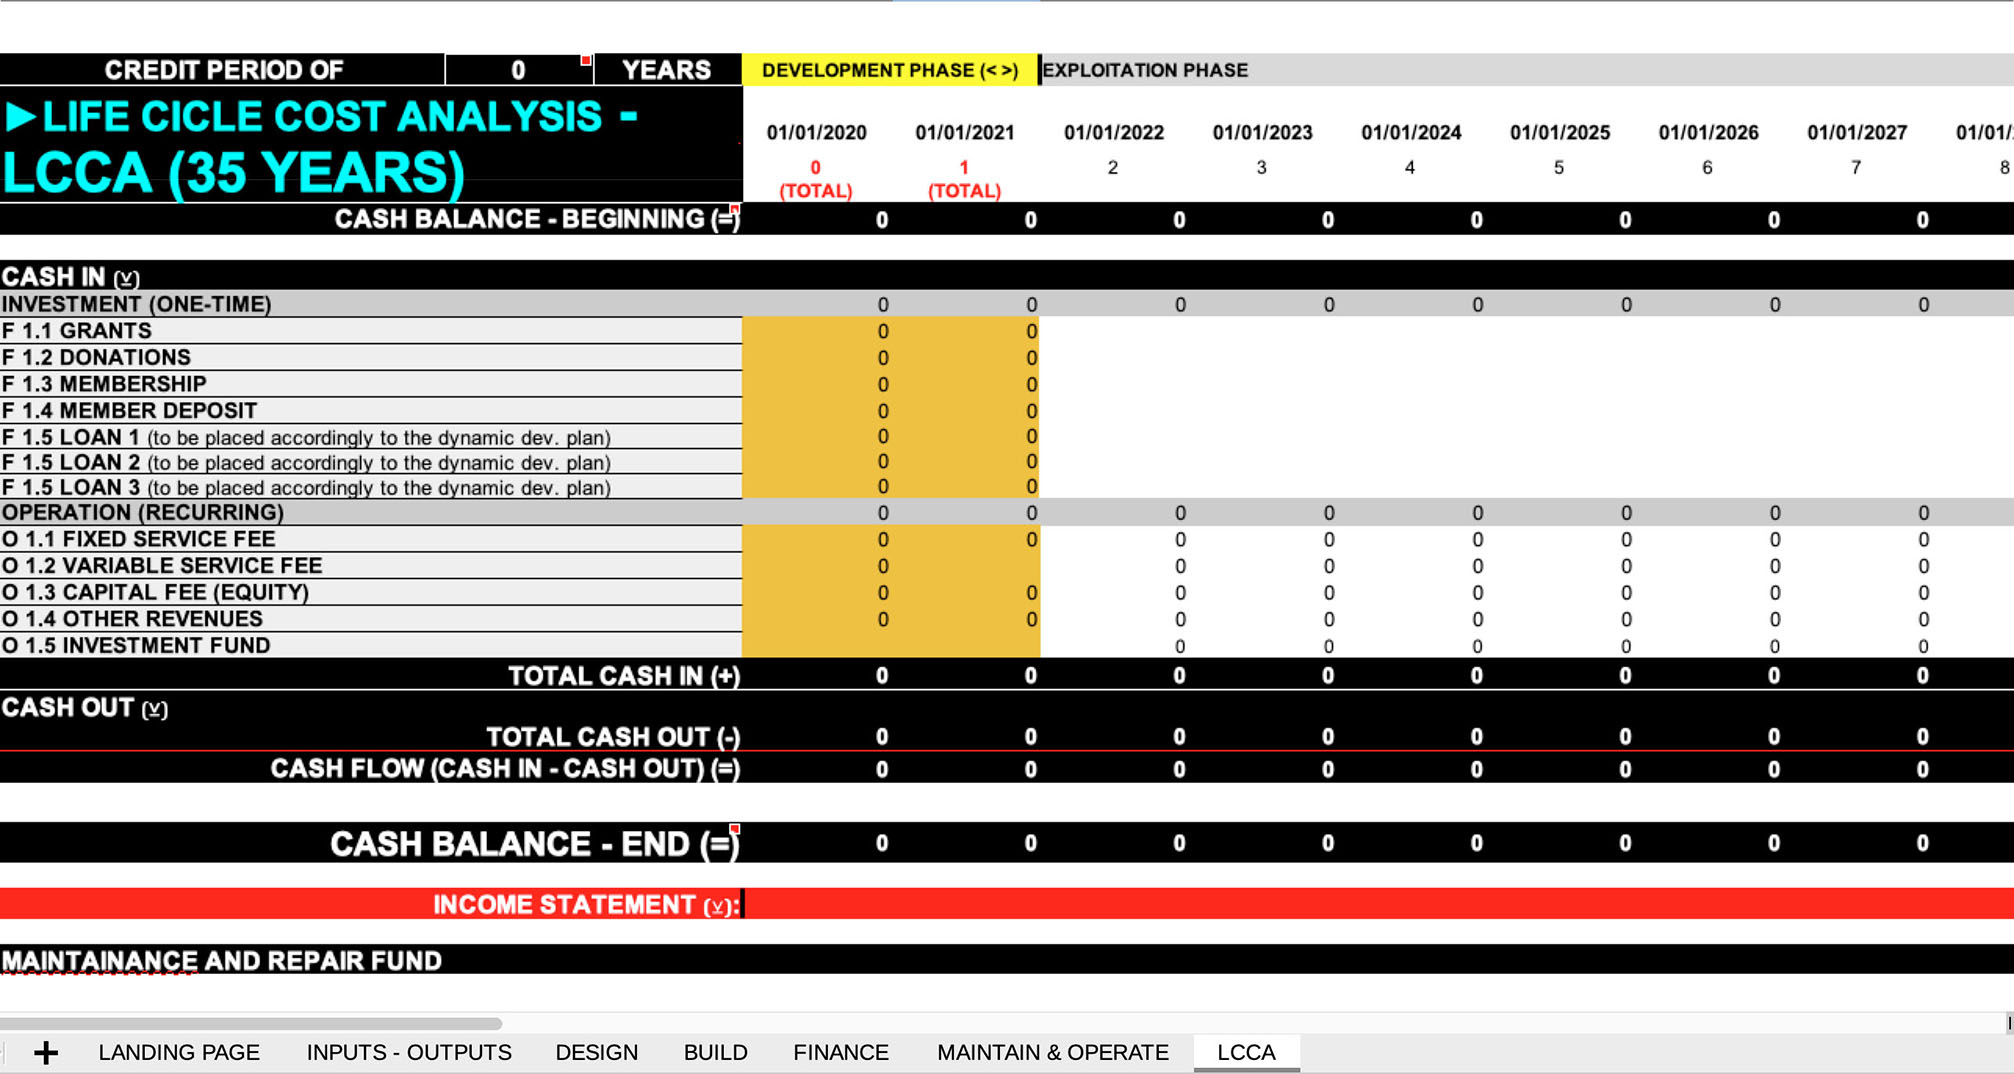 CREDIT PERIOD OF 0 YEARS DEVELOPMENT PHASE (< >) EXPLOITATION PHASE
►LIFE CICLE COST ANALYSIS -
LCCA (35 YEARS)
01/01/2020 01/01/2021 01/01/2022 01/01/2023 01/01/2024 01/01/2025 01/01/2026 01/01/2027 01/01/
0 1 2 3 4 5 6 7 8
(TOTAL) (TOTAL)
CASH BALANCE - BEGINNING (=) 0 0 0 0 0 0 0 0
CASH IN (v)
INVESTMENT (ONE-TIME) 0 0 0 0 0 0 0 0
F 1.1 GRANTS 0 0
F 1.2 DONATIONS 0 0
F 1.3 MEMBERSHIP 0 0
F 1.4 MEMBER DEPOSIT 0 0
F 1.5 LOAN 1 (to be placed accordingly to the dynamic dev. plan) 0 0
F 1.5 LOAN 2 (to be placed accordingly to the dynamic dev. plan) 0 0
F 1.5 LOAN 3 (to be placed accordingly to the dynamic dev. plan) 0 0
OPERATION (RECURRING) 0 0 0 0 0 0 0 0
O 1.1 FIXED SERVICE FEE 0 0 0 0 0 0 0 0
O 1.2 VARIABLE SERVICE FEE 0 0 0 0 0 0 0
O 1.3 CAPITAL FEE (EQUITY) 0 0 0 0 0 0 0 0
O 1.4 OTHER REVENUES 0 0 0 0 0 0 0 0
O 1.5 INVESTMENT FUND 0 0 0 0 0 0
TOTAL CASH IN (+) 0 0 0 0 0 0 0 0
CASH OUT (v)
TOTAL CASH OUT (-) 0 0 0 0 0 0 0 0
CASH FLOW (CASH IN - CASH OUT) (=) 0 0 0 0 0 0 0 0
CASH BALANCE - END (=) 0 0 0 0 0 0 0 0
INCOME STATEMENT (v):
MAINTAINANCE AND REPAIR FUND
+ LANDING PAGE INPUTS - OUTPUTS DESIGN BUILD FINANCE MAINTAIN & OPERATE LCCA